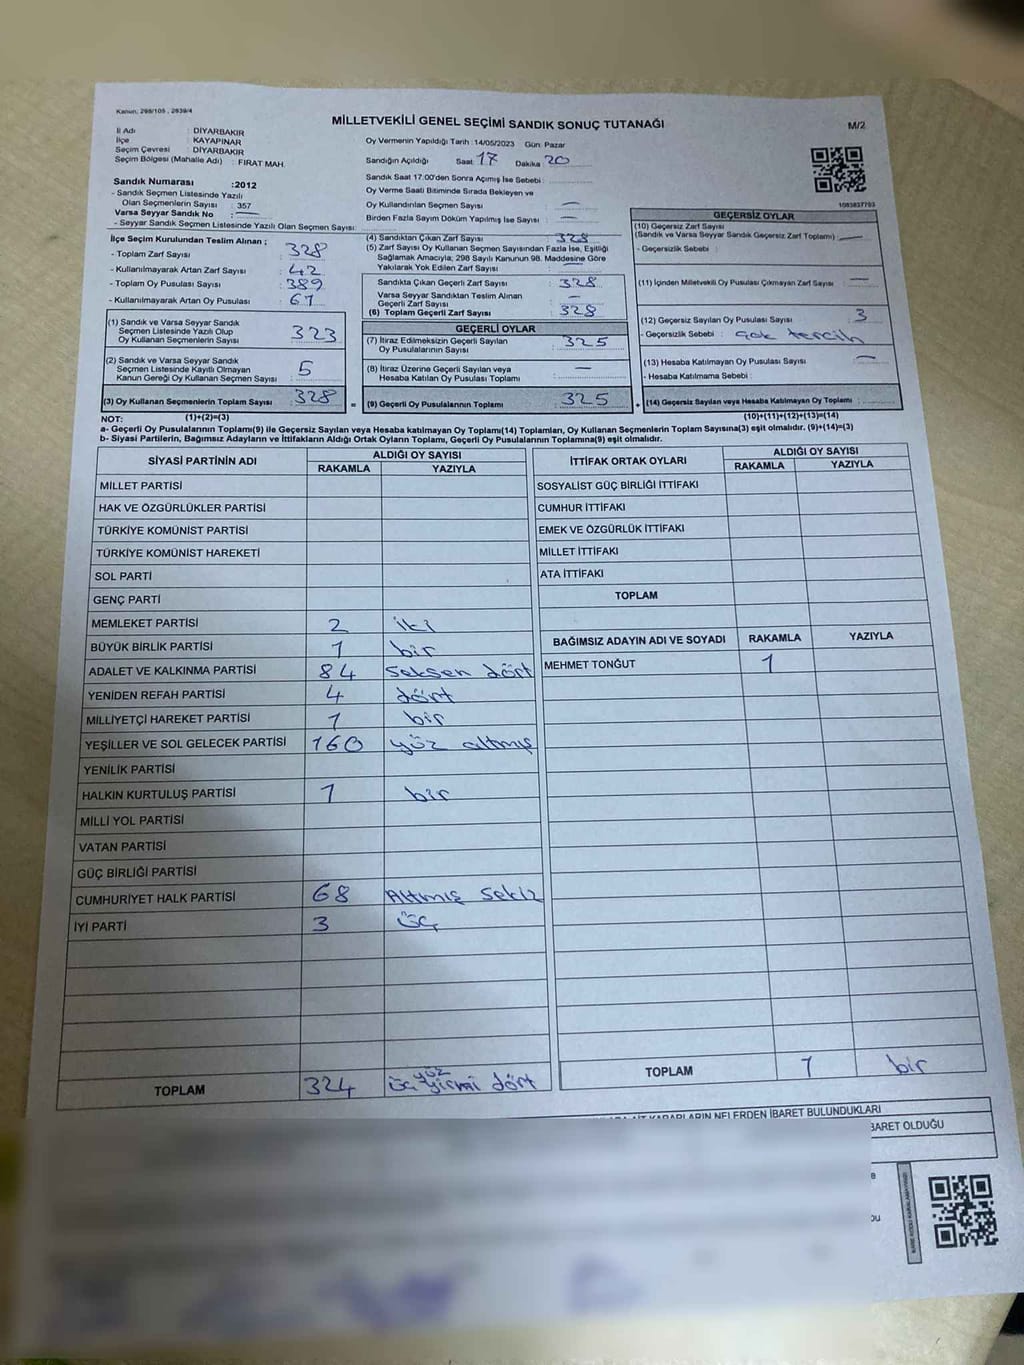 Kanun: 298/105 , 2839/4
MİLLETVEKİLİ GENEL SEÇİMİ SANDIK SONUÇ TUTANAĞI
M/2
İl Adı : DİYARBAKIR
İlçe : KAYAPINAR
Seçim Çevresi : DİYARBAKIR
Seçim Bölgesi (Mahalle Adı) : FIRAT MAH.
Oy Vermenin Yapıldığı Tarih :14/05/2023 Gün: Pazar
Sandığın Açıldığı Saat 17 Dakika 20
Sandık Saat 17:00'den Sonra Açımış İse Sebebi :
Oy Verme Saati Bitiminde Sırada Bekleyen ve
Oy Kullandırılan Seçmen Sayısı : —
Birden Fazla Sayım Döküm Yapılmış İse Sayısı : —
1083837793
Sandık Numarası :2012
- Sandık Seçmen Listesinde Yazılı
Olan Seçmenlerin Sayısı : 357
Varsa Seyyar Sandık No : —
- Seyyar Sandık Seçmen Listesinde Yazılı Olan Seçmen Sayısı:
İlçe Seçim Kurulundan Teslim Alınan ;
- Toplam Zarf Sayısı : 328
- Kullanılmayarak Artan Zarf Sayısı : 42
- Toplam Oy Pusulası Sayısı : 389
- Kullanılmayarak Artan Oy Pusulası : 61
(1) Sandık ve Varsa Seyyar Sandık
Seçmen Listesinde Yazılı Olup
Oy Kullanan Seçmenlerin Sayısı : 323
(2) Sandık ve Varsa Seyyar Sandık
Seçmen Listesinde Kayıtlı Olmayan
Kanun Gereği Oy Kullanan Seçmen Sayısı : 5
(3) Oy Kullanan Seçmenlerin Toplam Sayısı : 328
(4) Sandıktan Çıkan Zarf Sayısı : 328
(5) Zarf Sayısı Oy Kullanan Seçmen Sayısından Fazla İse, Eşitliği
Sağlamak Amacıyla; 298 Sayılı Kanunun 98. Maddesine Göre
Yakılarak Yok Edilen Zarf Sayısı : —
Sandıkta Çıkan Geçerli Zarf Sayısı : 328
Varsa Seyyar Sandıktan Teslim Alınan
Geçerli Zarf Sayısı : —
(6) Toplam Geçerli Zarf Sayısı : 328
GEÇERLİ OYLAR
(7) İtiraz Edilmeksizin Geçerli Sayılan
Oy Pusulalarının Sayısı : 325
(8) İtiraz Üzerine Geçerli Sayılan veya
Hesaba Katılan Oy Pusulası Toplamı : —
= (9) Geçerli Oy Pusulalarının Toplamı : 325
GEÇERSİZ OYLAR
(10) Geçersiz Zarf Sayısı
(Sandık ve Varsa Seyyar Sandık Geçersiz Zarf Toplamı) : —
- Geçersizlik Sebebi :
(11) İçinden Milletvekili Oy Pusulası Çıkmayan Zarf Sayısı : —
(12) Geçersiz Sayılan Oy Pusulası Sayısı : 3
- Geçersizlik Sebebi : çok tercih
(13) Hesaba Katılmayan Oy Pusulası Sayısı : —
- Hesaba Katılmama Sebebi :
+ (14) Geçersiz Sayılan veya Hesaba Katılmayan Oy Toplamı :
NOT: (1)+(2)=(3) (10)+(11)+(12)+(13)=(14)
a- Geçerli Oy Pusulalarının Toplamı(9) ile Geçersiz Sayılan veya Hesaba katılmayan Oy Toplamı(14) Toplamları, Oy Kullanan Seçmenlerin Toplam Sayısına(3) eşit olmalıdır. (9)+(14)=(3)
b- Siyasi Partilerin, Bağımsız Adayların ve İttifakların Aldığı Ortak Oyların Toplamı, Geçerli Oy Pusulalarının Toplamına(9) eşit olmalıdır.
SİYASİ PARTİNİN ADI ALDIĞI OY SAYISI
RAKAMLA YAZIYLA
MİLLET PARTİSİ
HAK VE ÖZGÜRLÜKLER PARTİSİ
TÜRKİYE KOMÜNİST PARTİSİ
TÜRKİYE KOMÜNİST HAREKETİ
SOL PARTİ
GENÇ PARTİ
MEMLEKET PARTİSİ 2 iki
BÜYÜK BİRLİK PARTİSİ 1 bir
ADALET VE KALKINMA PARTİSİ 84 seksen dört
YENİDEN REFAH PARTİSİ 4 dört
MİLLİYETÇİ HAREKET PARTİSİ 1 bir
YEŞİLLER VE SOL GELECEK PARTİSİ 160 yüz altmış
YENİLİK PARTİSİ
HALKIN KURTULUŞ PARTİSİ 1 bir
MİLLİ YOL PARTİSİ
VATAN PARTİSİ
GÜÇ BİRLİĞİ PARTİSİ
CUMHURİYET HALK PARTİSİ 68 Altmış sekiz
İYİ PARTİ 3 üç
TOPLAM 324 üç yüz yirmi dört
İTTİFAK ORTAK OYLARI ALDIĞI OY SAYISI
RAKAMLA YAZIYLA
SOSYALİST GÜÇ BİRLİĞİ İTTİFAKI
CUMHUR İTTİFAKI
EMEK VE ÖZGÜRLÜK İTTİFAKI
MİLLET İTTİFAKI
ATA İTTİFAKI
TOPLAM
BAĞIMSIZ ADAYIN ADI VE SOYADI RAKAMLA YAZIYLA
MEHMET TONĞUT 1
TOPLAM 1 bir
KARARLARIN NELERDEN İBARET BULUNDUKLARI
İBARET OLDUĞU